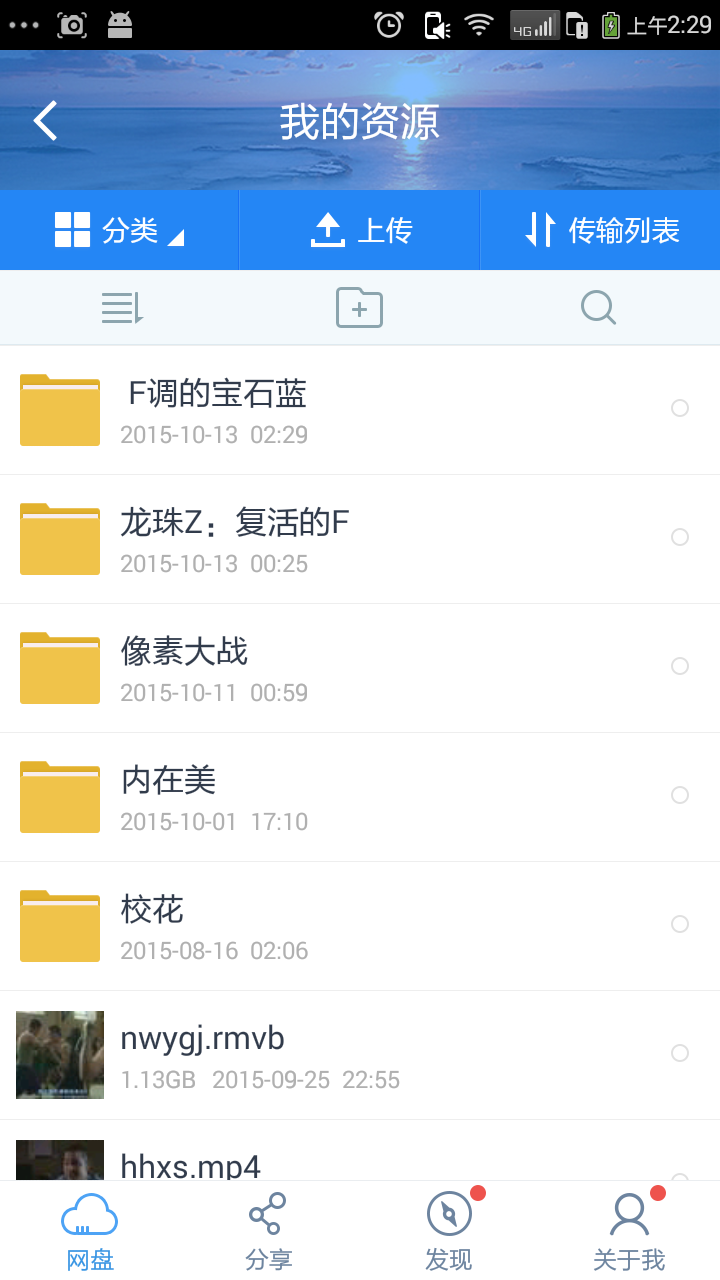 4G
上午2:29
我的资源
分类
上传
传输列表
F调的宝石蓝
2015-10-13 02:29
龙珠Z：复活的F
2015-10-13 00:25
像素大战
2015-10-11 00:59
内在美
2015-10-01 17:10
校花
2015-08-16 02:06
nwygj.rmvb
1.13GB 2015-09-25 22:55
hhxs.mp4
网盘
分享
发现
关于我